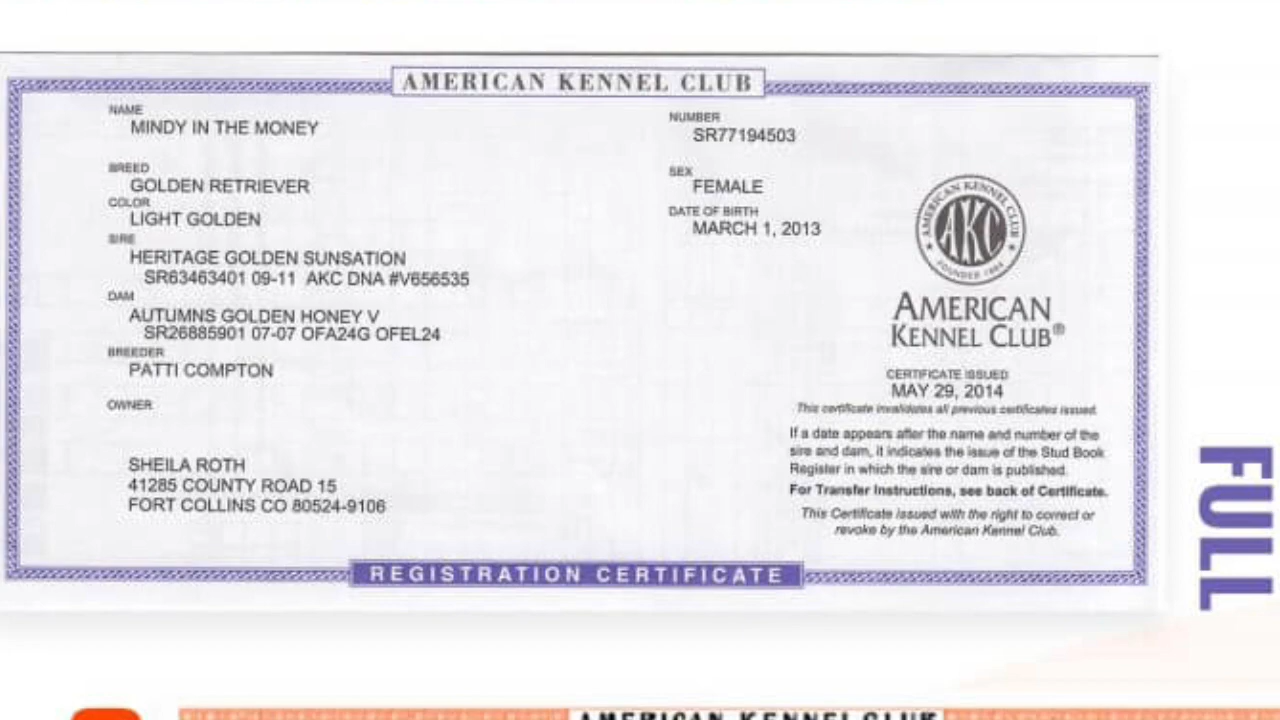 AMERICAN KENNEL CLUB
NAME
MINDY IN THE MONEY
NUMBER
SR77194503
BREED
GOLDEN RETRIEVER
SEX
FEMALE
COLOR
LIGHT GOLDEN
DATE OF BIRTH
MARCH 1, 2013
SIRE
HERITAGE GOLDEN SUNSATION
SR63463401 09-11 AKC DNA #V656535
DAM
AUTUMNS GOLDEN HONEY V
SR26885901 07-07 OFA24G OFEL24
BREEDER
PATTI COMPTON
OWNER
SHEILA ROTH
41285 COUNTY ROAD 15
FORT COLLINS CO 80524-9106
AMERICAN KENNEL CLUB
AKC
FOUNDED 1884
AMERICAN
KENNEL CLUB®
CERTIFICATE ISSUED
MAY 29, 2014
This certificate invalidates all previous certificates issued.
If a date appears after the name and number of the
sire and dam, it indicates the issue of the Stud Book
Register in which the sire or dam is published.
For Transfer Instructions, see back of Certificate.
This Certificate issued with the right to correct or
revoke by the American Kennel Club.
REGISTRATION CERTIFICATE
FULL
AMERICAN KENNEL CLUB